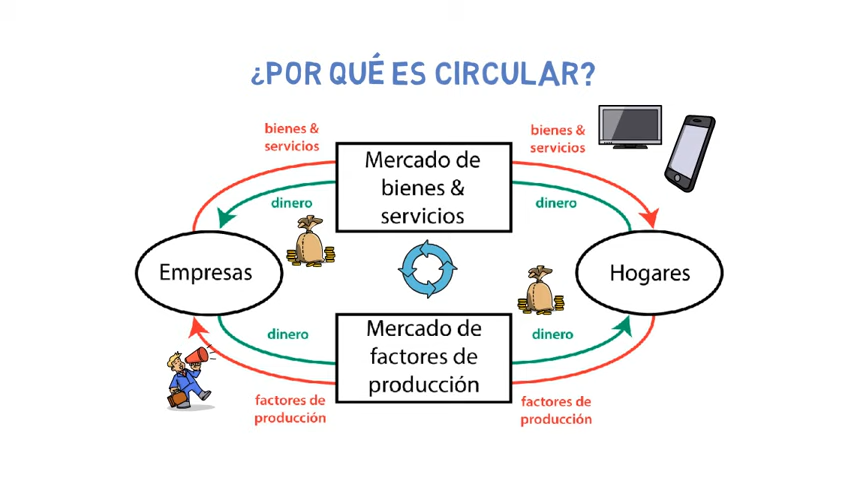 ¿POR QUÉ ES CIRCULAR?
bienes &
servicios
bienes &
servicios
Mercado de
bienes &
servicios
dinero
dinero
Empresas
Hogares
dinero
Mercado de
factores de
producción
dinero
factores de
producción
factores de
producción